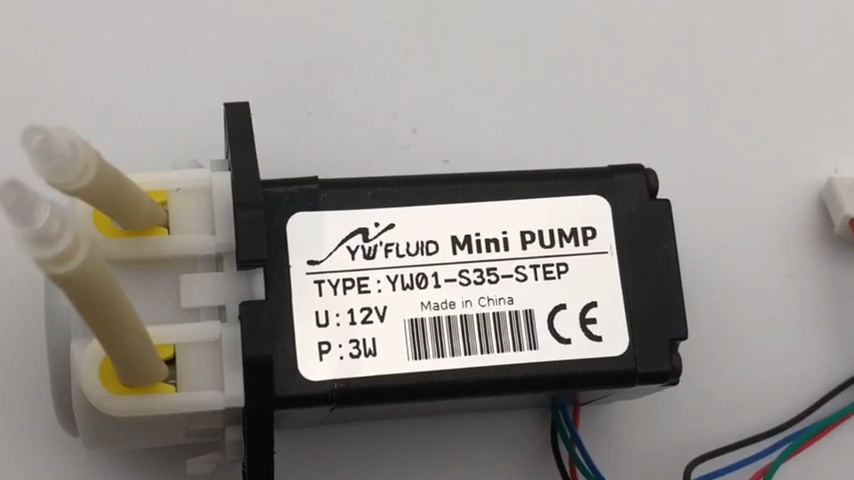 YW'FLUID Mini PUMP
TYPE:YW01-S35-STEP
U:12V
Made in China
P:3W
CE